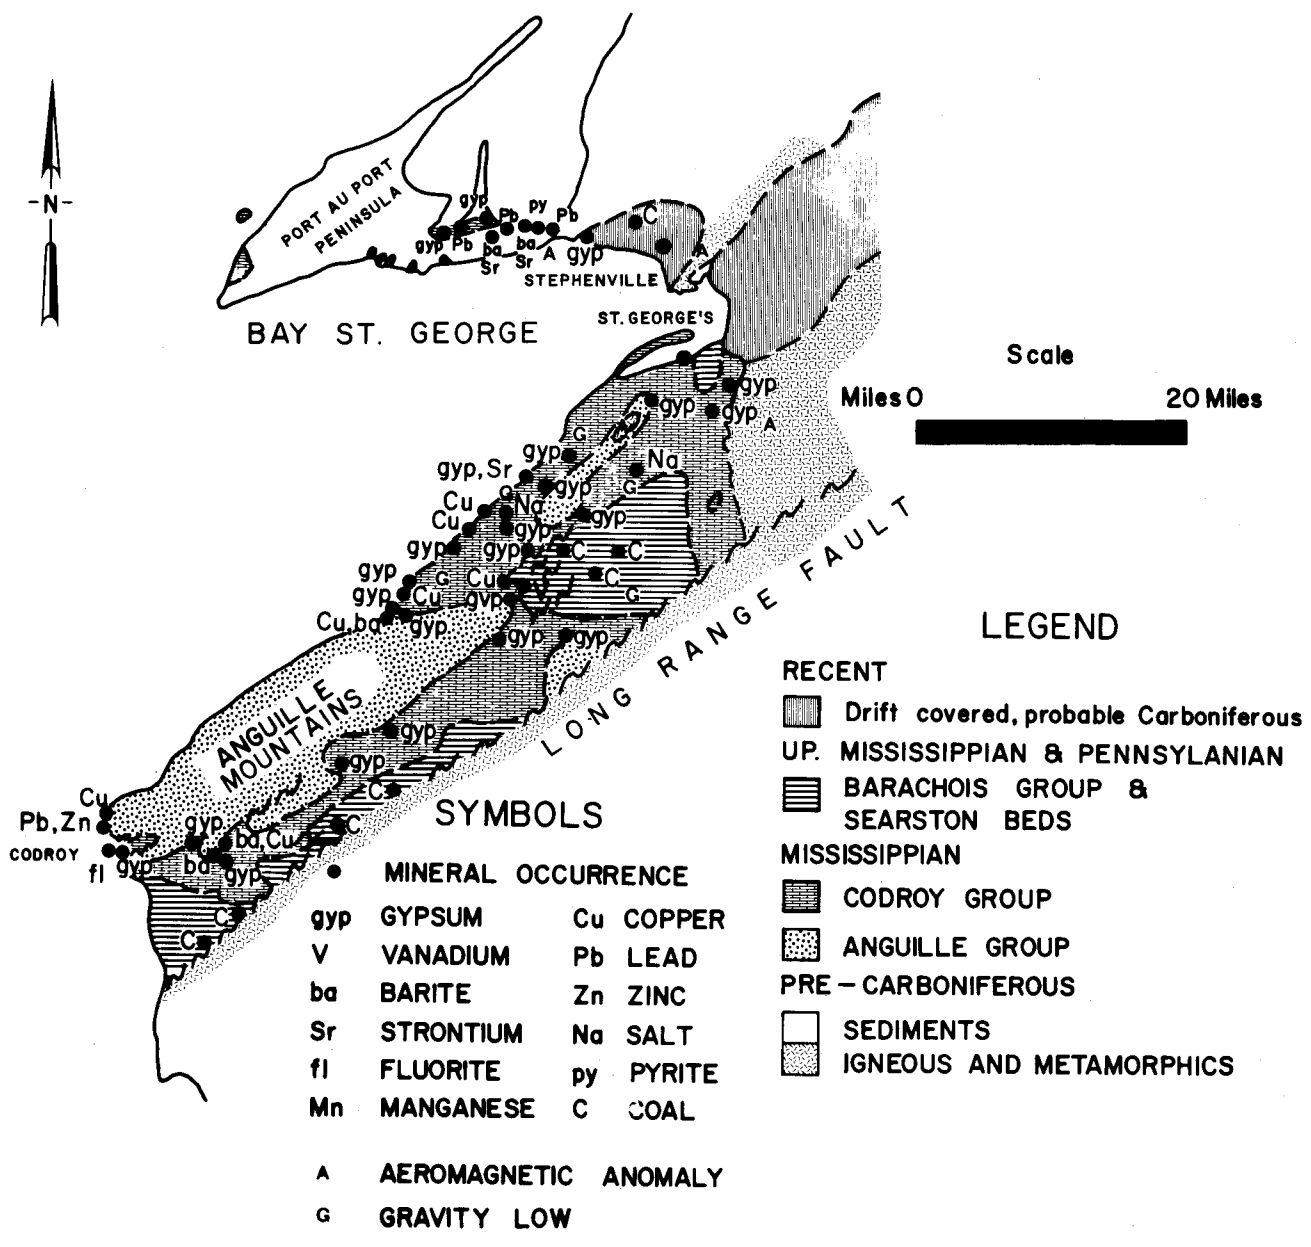 -N-
PORT AU PORT
PENINSULA
gyp
gyp
Pb
Pb
py
Pb
ba
Sr
ba
Sr
A
gyp
C
A
STEPHENVILLE
BAY ST. GEORGE
ST. GEORGE'S
Scale
Miles 0 20 Miles
gyp
gyp
gyp
A
G
gyp
Na
gyp, Sr
G
gyp
Cu
G
Na
gyp
Cu
gyp
gyp
gyp
C
C
gyp
G
Cu
C
gyp
Cu
gyp
G
Cu, ba
gyp
gyp
gyp
LONG RANGE FAULT
ANGUILLE
MOUNTAINS
gyp
gyp
C
Cu
Pb, Zn
gyp
ba, Cu
C
CODROY
fl
gyp
ba
gyp
C
C
SYMBOLS
MINERAL OCCURRENCE
gyp GYPSUM Cu COPPER
V VANADIUM Pb LEAD
ba BARITE Zn ZINC
Sr STRONTIUM Na SALT
fl FLUORITE py PYRITE
Mn MANGANESE C COAL
A AEROMAGNETIC ANOMALY
G GRAVITY LOW
LEGEND
RECENT
Drift covered, probable Carboniferous
UP. MISSISSIPPIAN & PENNSYLANIAN
BARACHOIS GROUP &
SEARSTON BEDS
MISSISSIPPIAN
CODROY GROUP
ANGUILLE GROUP
PRE-CARBONIFEROUS
SEDIMENTS
IGNEOUS AND METAMORPHICS